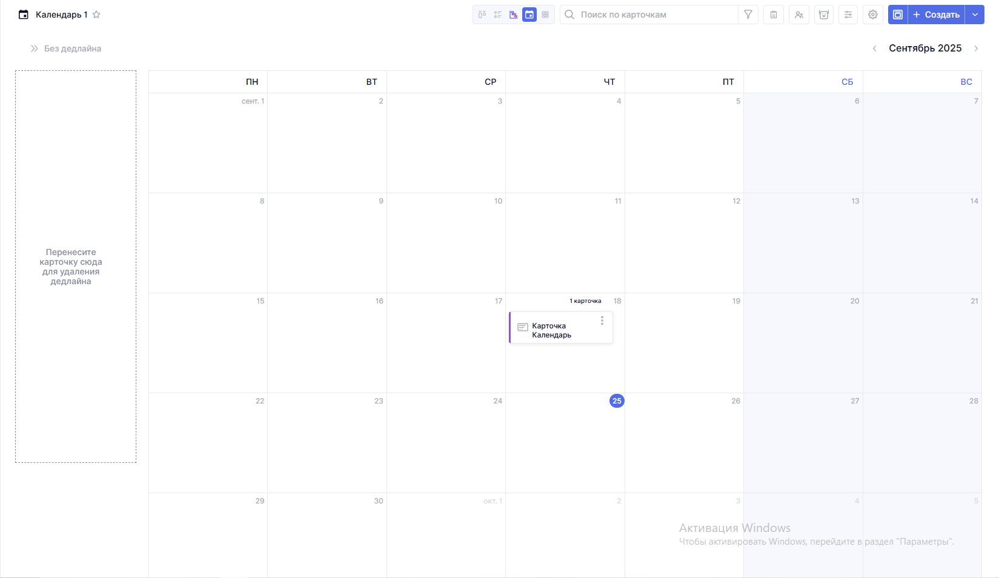 Календарь 1
Поиск по карточкам
Создать
Без дедлайна
Сентябрь 2025
ПН ВТ СР ЧТ ПТ СБ ВС
сент. 1 2 3 4 5 6 7
8 9 10 11 12 13 14
Перенесите
карточку сюда
для удаления
дедлайна
15 16 17 1 карточка 18 19 20 21
Карточка
Календарь
22 23 24 25 26 27 28
29 30 окт. 1 2 3 4 5
Активация Windows
Чтобы активировать Windows, перейдите в раздел "Параметры".